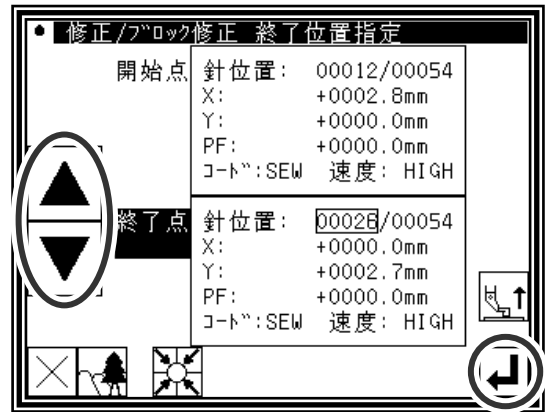 ● 修正/ブロック修正 終了位置指定
開始点
針位置: 00012/00054
X: +0002.8mm
Y: +0000.0mm
PF: +0000.0mm
コード:SEW 速度: HIGH
終了点
針位置: 00026/00054
X: +0000.0mm
Y: +0002.7mm
PF: +0000.0mm
コード:SEW 速度: HIGH